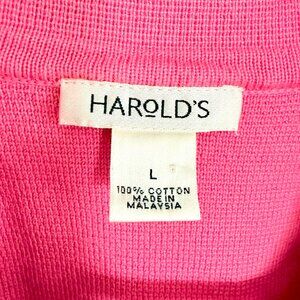 HAROLD'S
L
100% COTTON
MADE IN
MALAYSIA